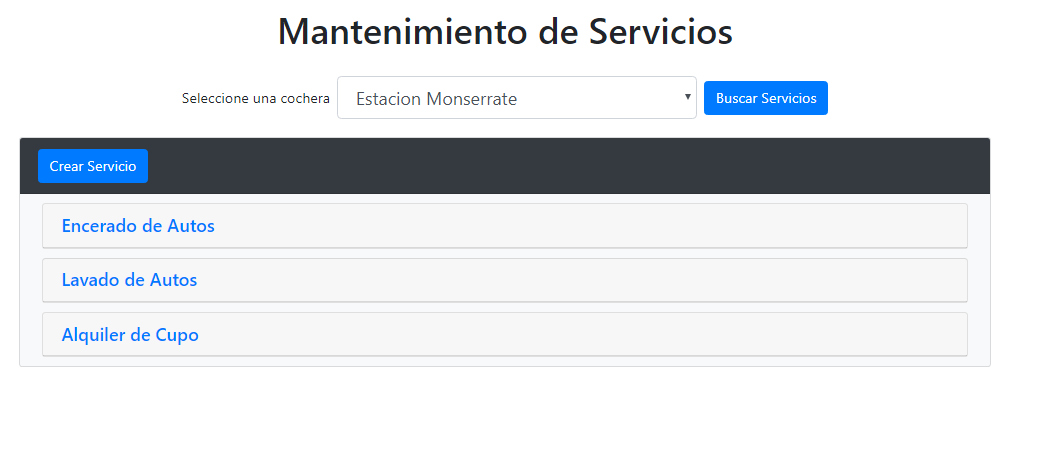 Mantenimiento de Servicios
Seleccione una cochera Estacion Monserrate Buscar Servicios
Crear Servicio
Encerado de Autos
Lavado de Autos
Alquiler de Cupo